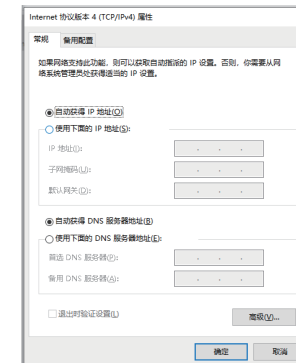 Internet 协议版本 4 (TCP/IPv4) 属性
常规 备用配置
如果网络支持此功能，则可以获取自动指派的 IP 设置。否则，你需要从网
络系统管理员处获得适当的 IP 设置。
自动获得 IP 地址(O)
使用下面的 IP 地址(S):
IP 地址(I):
子网掩码(U):
默认网关(D):
自动获得 DNS 服务器地址(B)
使用下面的 DNS 服务器地址(E):
首选 DNS 服务器(P):
备用 DNS 服务器(A):
退出时验证设置(L)
高级(V)...
确定 取消